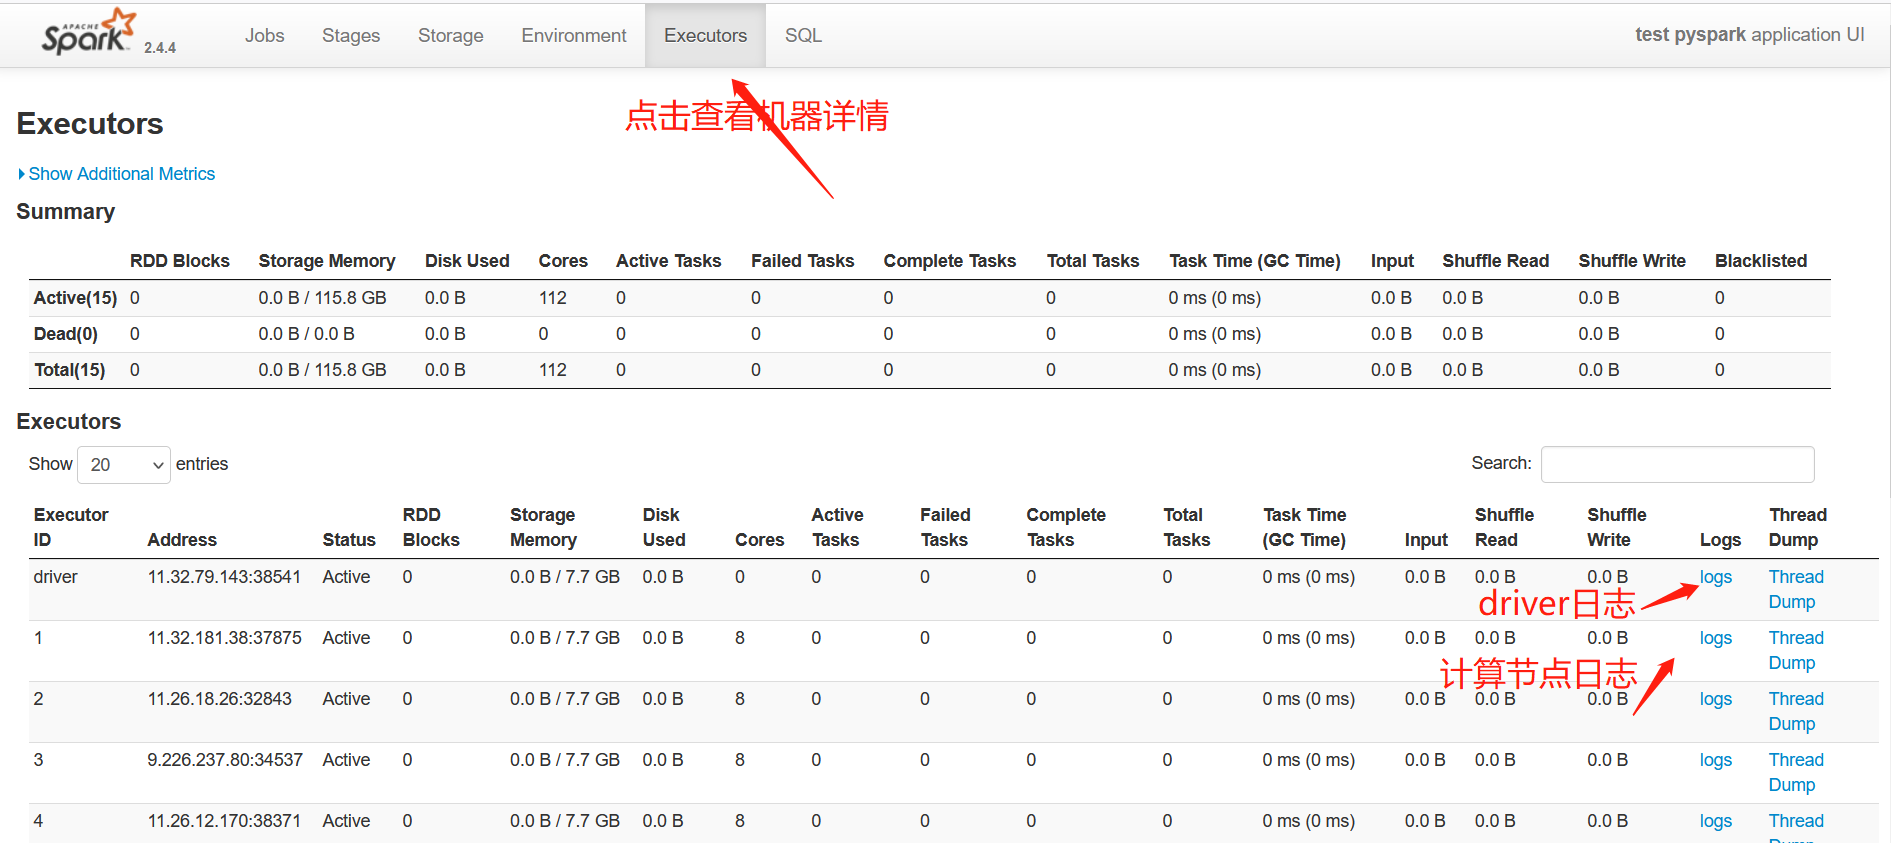 APACHE Spark 2.4.4 Jobs Stages Storage Environment Executors SQL test pyspark application UI
点击查看机器详情
Executors
Show Additional Metrics
Summary
RDD Blocks Storage Memory Disk Used Cores Active Tasks Failed Tasks Complete Tasks Total Tasks Task Time (GC Time) Input Shuffle Read Shuffle Write Blacklisted
Active(15) 0 0.0 B / 115.8 GB 0.0 B 112 0 0 0 0 0 ms (0 ms) 0.0 B 0.0 B 0.0 B 0
Dead(0) 0 0.0 B / 0.0 B 0.0 B 0 0 0 0 0 0 ms (0 ms) 0.0 B 0.0 B 0.0 B 0
Total(15) 0 0.0 B / 115.8 GB 0.0 B 112 0 0 0 0 0 ms (0 ms) 0.0 B 0.0 B 0.0 B 0
Executors
Show 20 entries Search:
Executor ID Address Status RDD Blocks Storage Memory Disk Used Cores Active Tasks Failed Tasks Complete Tasks Total Tasks Task Time (GC Time) Input Shuffle Read Shuffle Write Logs Thread Dump
driver 11.32.79.143:38541 Active 0 0.0 B / 7.7 GB 0.0 B 0 0 0 0 0 0 ms (0 ms) 0.0 B 0.0 B 0.0 B logs Thread Dump
driver日志
1 11.32.181.38:37875 Active 0 0.0 B / 7.7 GB 0.0 B 8 0 0 0 0 0 ms (0 ms) 0.0 B 0.0 B 0.0 B logs Thread Dump
计算节点日志
2 11.26.18.26:32843 Active 0 0.0 B / 7.7 GB 0.0 B 8 0 0 0 0 0 ms (0 ms) 0.0 B 0.0 B 0.0 B logs Thread Dump
3 9.226.237.80:34537 Active 0 0.0 B / 7.7 GB 0.0 B 8 0 0 0 0 0 ms (0 ms) 0.0 B 0.0 B 0.0 B logs Thread Dump
4 11.26.12.170:38371 Active 0 0.0 B / 7.7 GB 0.0 B 8 0 0 0 0 0 ms (0 ms) 0.0 B 0.0 B 0.0 B logs Thread